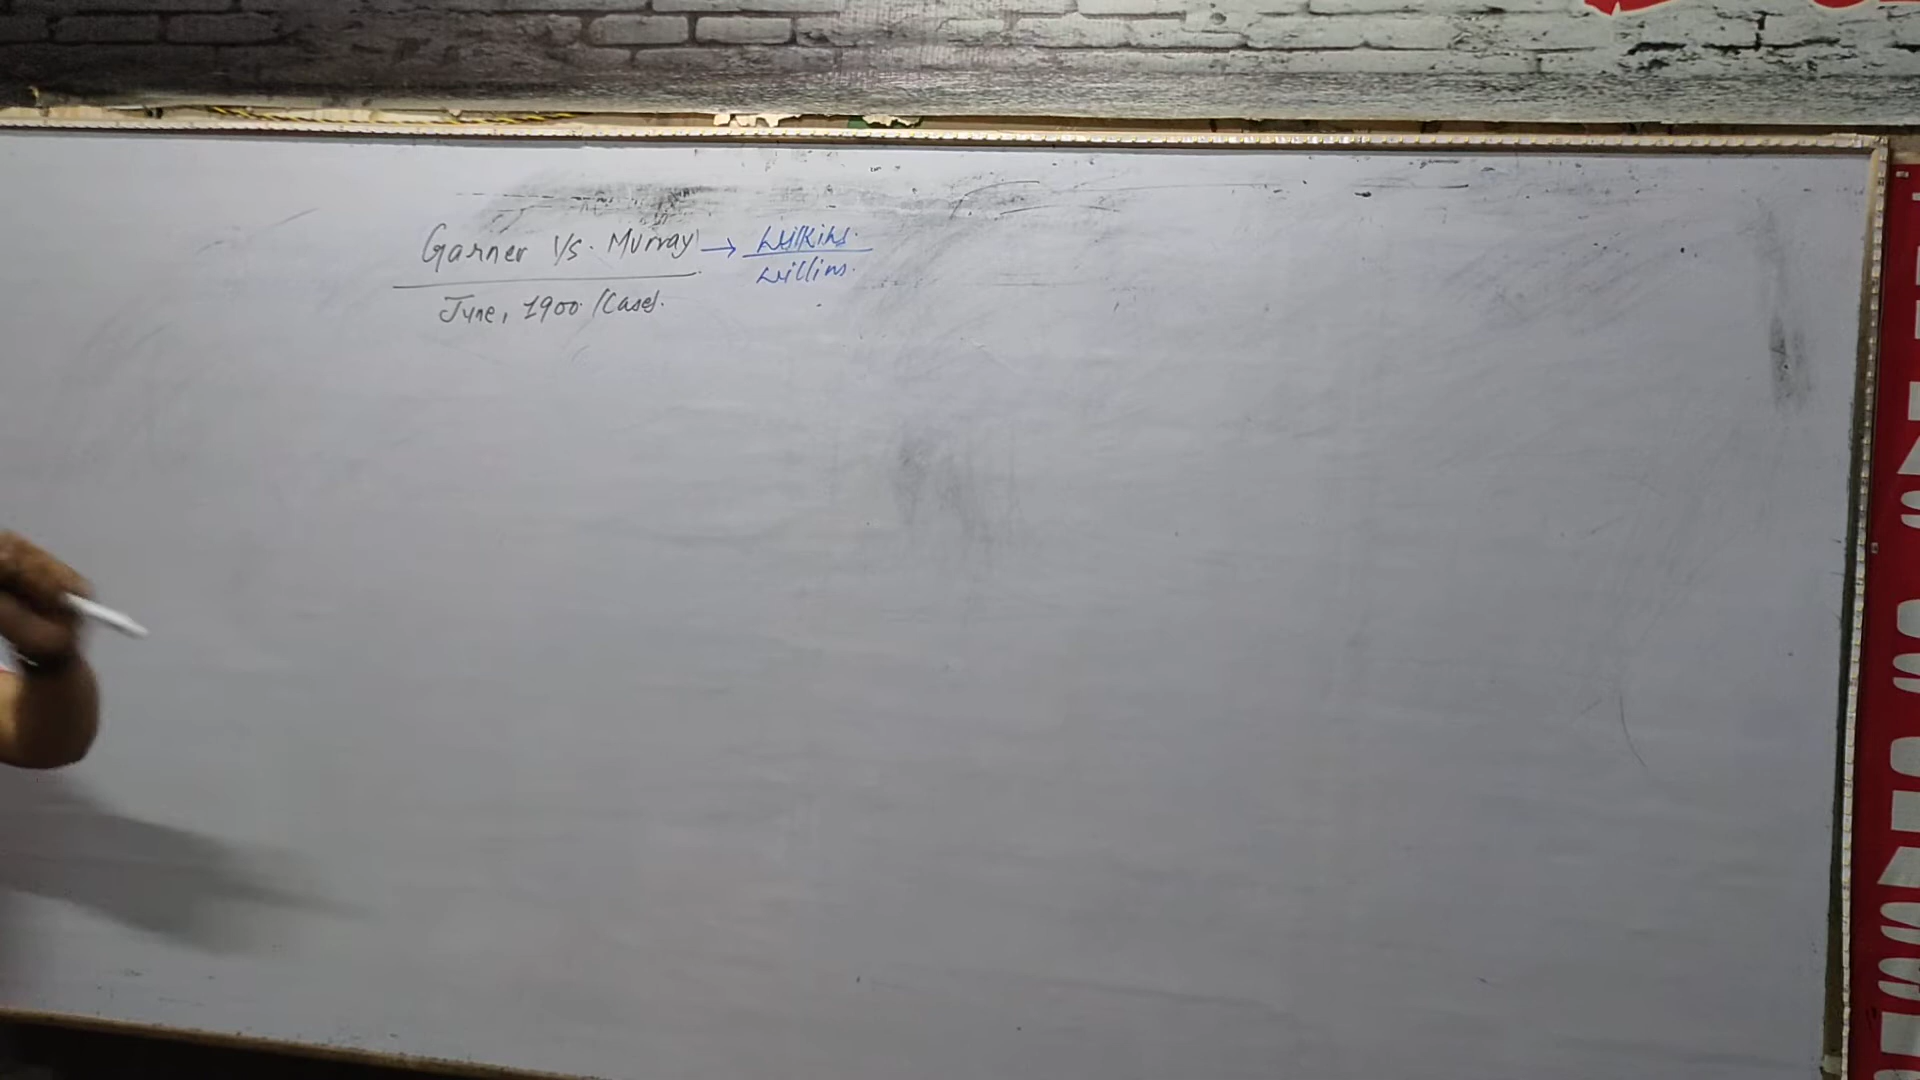 Garner V/s. Murray → Wilkins.
Willins.
June, 1900 (Case).